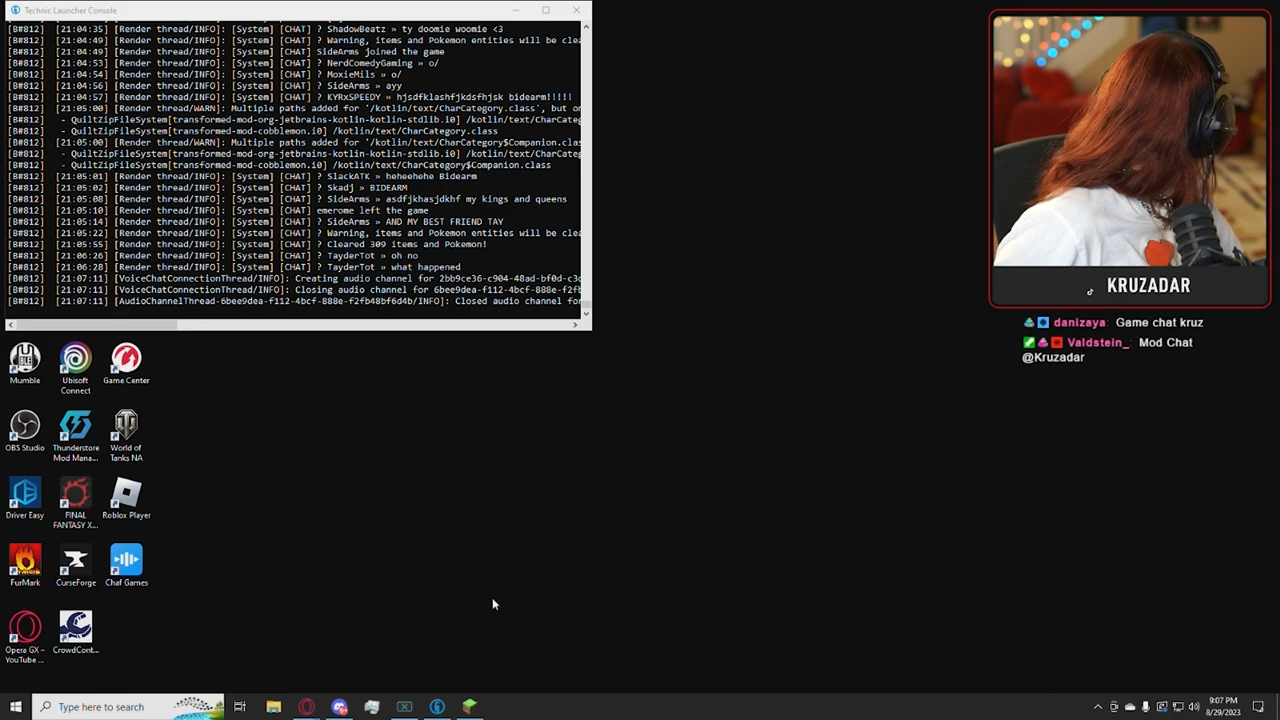 Technic Launcher Console
[B#812] [21:04:35] [Render thread/INFO]: [System] [CHAT] ? ShadowBeatz » ty doomie woomie <3
[B#812] [21:04:49] [Render thread/INFO]: [System] [CHAT] ? Warning, items and Pokemon entities will be clea
[B#812] [21:04:49] [Render thread/INFO]: [System] [CHAT] SideArms joined the game
[B#812] [21:04:53] [Render thread/INFO]: [System] [CHAT] ? NerdComedyGaming » o/
[B#812] [21:04:54] [Render thread/INFO]: [System] [CHAT] ? MoxieMils » o/
[B#812] [21:04:56] [Render thread/INFO]: [System] [CHAT] ? SideArms » ayy
[B#812] [21:04:57] [Render thread/INFO]: [System] [CHAT] ? KYRxSPEEDY » hjsdfklashfjkdsfhjsk bidearm!!!!!
[B#812] [21:05:00] [Render thread/WARN]: Multiple paths added for '/kotlin/text/CharCategory.class', but on
[B#812] - QuiltZipFileSystem[transformed-mod-org-jetbrains-kotlin-kotlin-stdlib.i0] /kotlin/text/CharCateg
[B#812] - QuiltZipFileSystem[transformed-mod-cobblemon.i0] /kotlin/text/CharCategory.class
[B#812] [21:05:00] [Render thread/WARN]: Multiple paths added for '/kotlin/text/CharCategory$Companion.clas
[B#812] - QuiltZipFileSystem[transformed-mod-org-jetbrains-kotlin-kotlin-stdlib.i0] /kotlin/text/CharCateg
[B#812] - QuiltZipFileSystem[transformed-mod-cobblemon.i0] /kotlin/text/CharCategory$Companion.class
[B#812] [21:05:01] [Render thread/INFO]: [System] [CHAT] ? SlackATK » heheehehe Bidearm
[B#812] [21:05:02] [Render thread/INFO]: [System] [CHAT] ? Skadj » BIDEARM
[B#812] [21:05:08] [Render thread/INFO]: [System] [CHAT] ? SideArms » asdfjkhasjdkhf my kings and queens
[B#812] [21:05:10] [Render thread/INFO]: [System] [CHAT] emerome left the game
[B#812] [21:05:14] [Render thread/INFO]: [System] [CHAT] ? SideArms » AND MY BEST FRIEND TAY
[B#812] [21:05:22] [Render thread/INFO]: [System] [CHAT] ? Warning, items and Pokemon entities will be clea
[B#812] [21:05:55] [Render thread/INFO]: [System] [CHAT] ? Cleared 309 items and Pokemon!
[B#812] [21:06:26] [Render thread/INFO]: [System] [CHAT] ? TayderTot » oh no
[B#812] [21:06:28] [Render thread/INFO]: [System] [CHAT] ? TayderTot » what happened
[B#812] [21:07:11] [VoiceChatConnectionThread/INFO]: Creating audio channel for 2bb9ce36-c904-48ad-bf0d-c3d
[B#812] [21:07:11] [VoiceChatConnectionThread/INFO]: Closing audio channel for 6bee9dea-f112-4bcf-888e-f2fb
[B#812] [21:07:11] [AudioChannelThread-6bee9dea-f112-4bcf-888e-f2fb48bf6d4b/INFO]: Closed audio channel for
KRUZADAR
danizaya: Game chat kruz
Valdstein_: Mod Chat
@Kruzadar
Mumble
Ubisoft
Connect
Game Center
OBS Studio
Thunderstore
Mod Mana...
World of
Tanks NA
Driver Easy
FINAL
FANTASY X...
Roblox Player
FurMark
CurseForge
Chaf Games
Opera GX –
YouTube ...
CrowdCont...
Type here to search
9:07 PM
8/29/2023